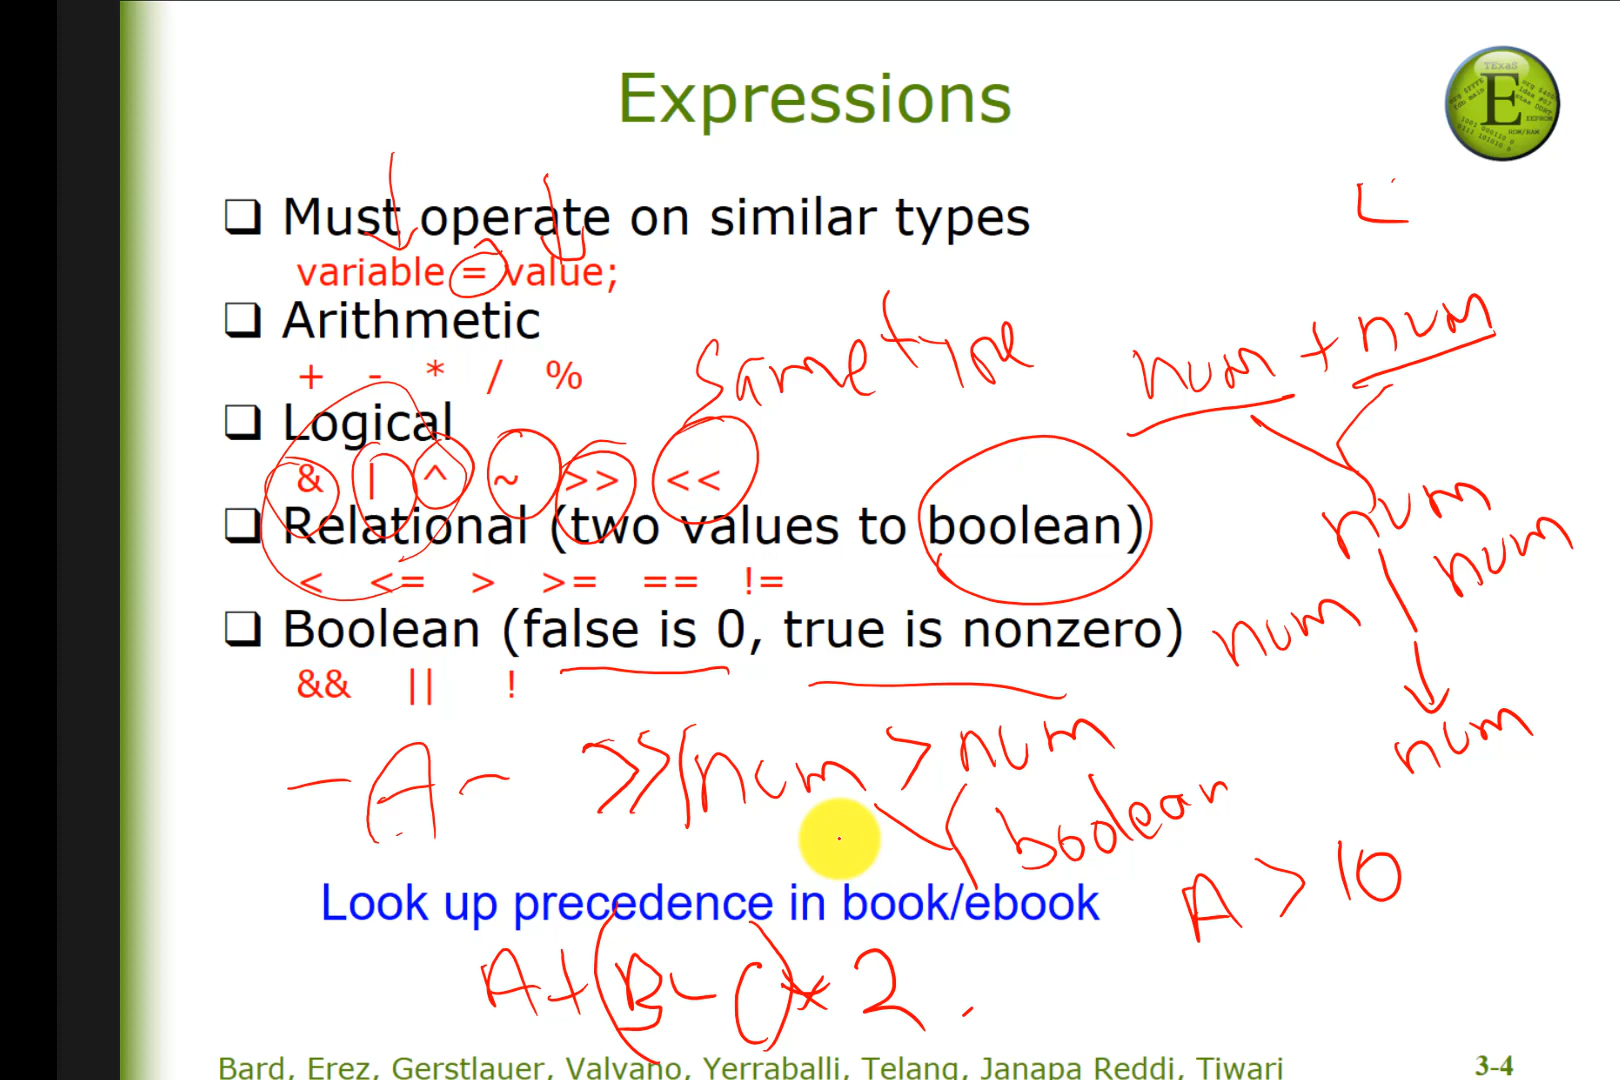 Expressions
TExaS
E
❑ Must operate on similar types
variable = value;
❑ Arithmetic
+ - * / %
same type
num + num
❑ Logical
& | ^ ~ >> <<
num
❑ Relational (two values to boolean)
num
< <= > >= == !=
num
❑ Boolean (false is 0, true is nonzero)
&& || !
num
A
>>
num > num
boolean
A > 10
Look up precedence in book/ebook
A + (B - C) * 2
Bard, Erez, Gerstlauer, Valvano, Yerraballi, Telang, Janapa Reddi, Tiwari
3-4